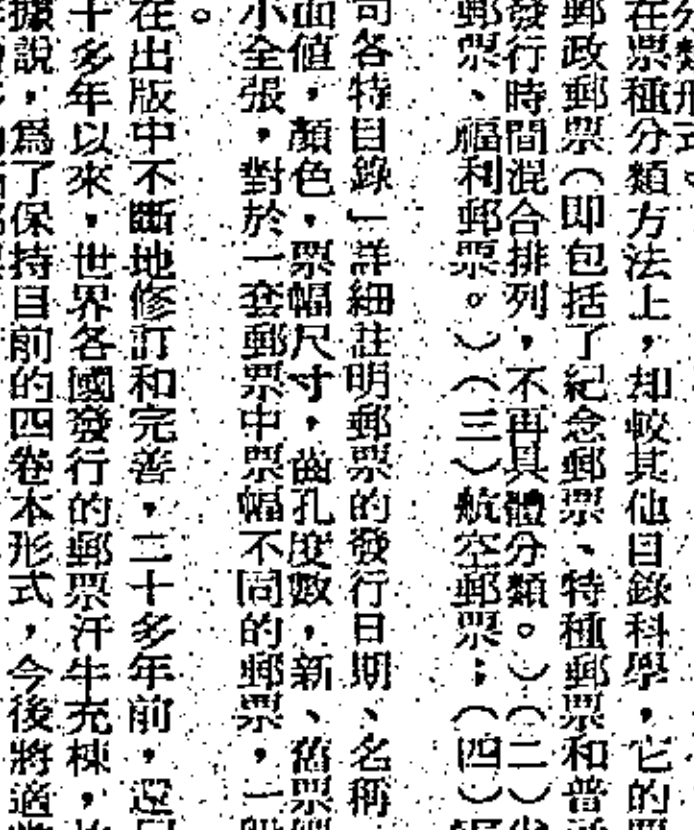 分類形式。
在票種分類方法上，却較其他目錄科學，它的
郵政郵票（即包括了紀念郵票、特種郵票和普
發行時間混合排列，不再具體分類。）（二）
郵票、福利郵票。）（三）航空郵票；（四）
司各特目錄」詳細註明郵票的發行日期、名稱
面值，顏色，票幅尺寸，齒孔度數，新、舊票
小全張，對於一套郵票中票幅不同的郵票，一
。
在出版中不斷地修訂和完善，二十多年前，還
十多年以來，世界各國發行的郵票汗牛充棟，
據說，爲了保持目前的四卷本形式，今後將適